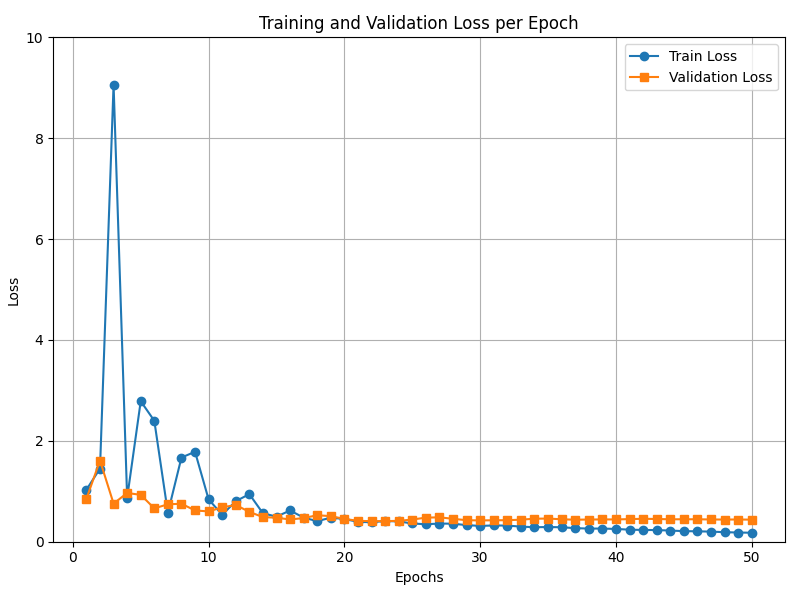 Training and Validation Loss per Epoch
10
8
6
4
2
0
Loss
Train Loss
Validation Loss
0 10 20 30 40 50
Epochs